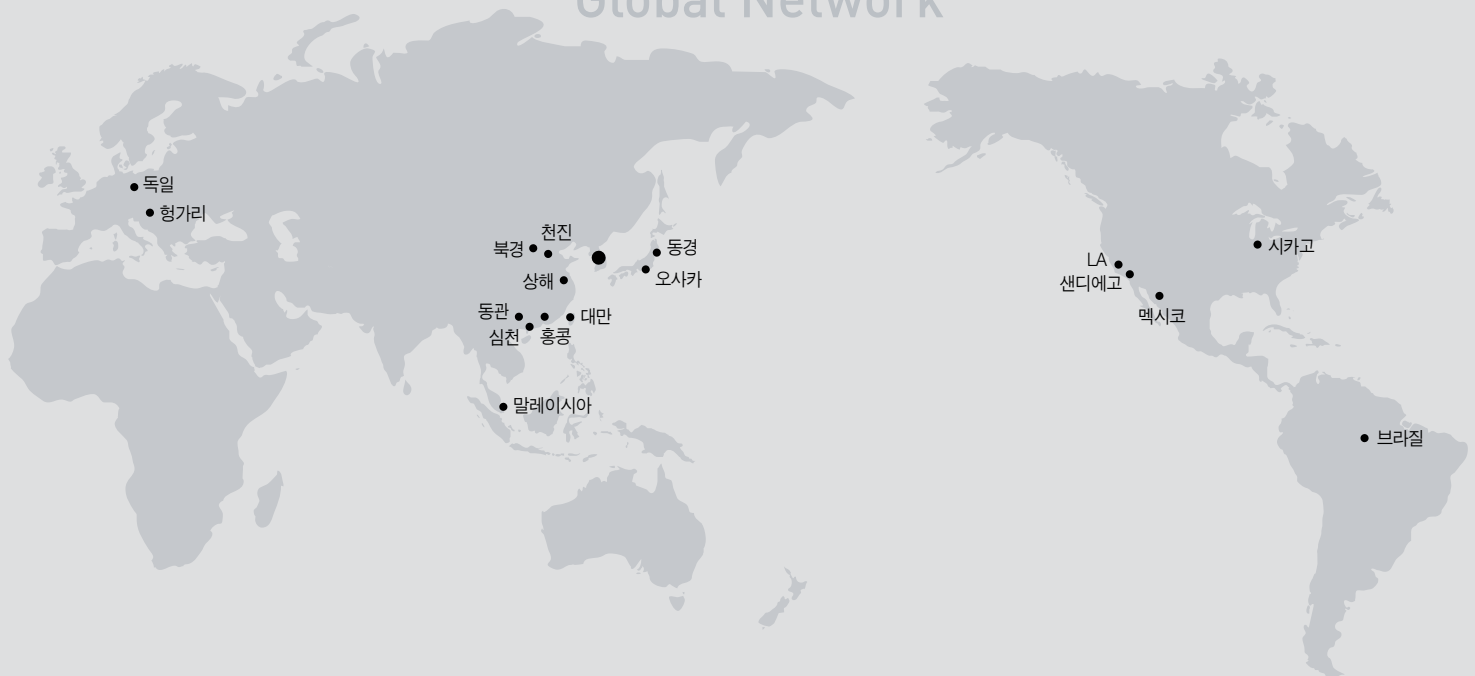 Global Network
독일
헝가리
천진
북경
동경
상해
오사카
동관
대만
심천
홍콩
말레이시아
시카고
LA
샌디에고
멕시코
브라질